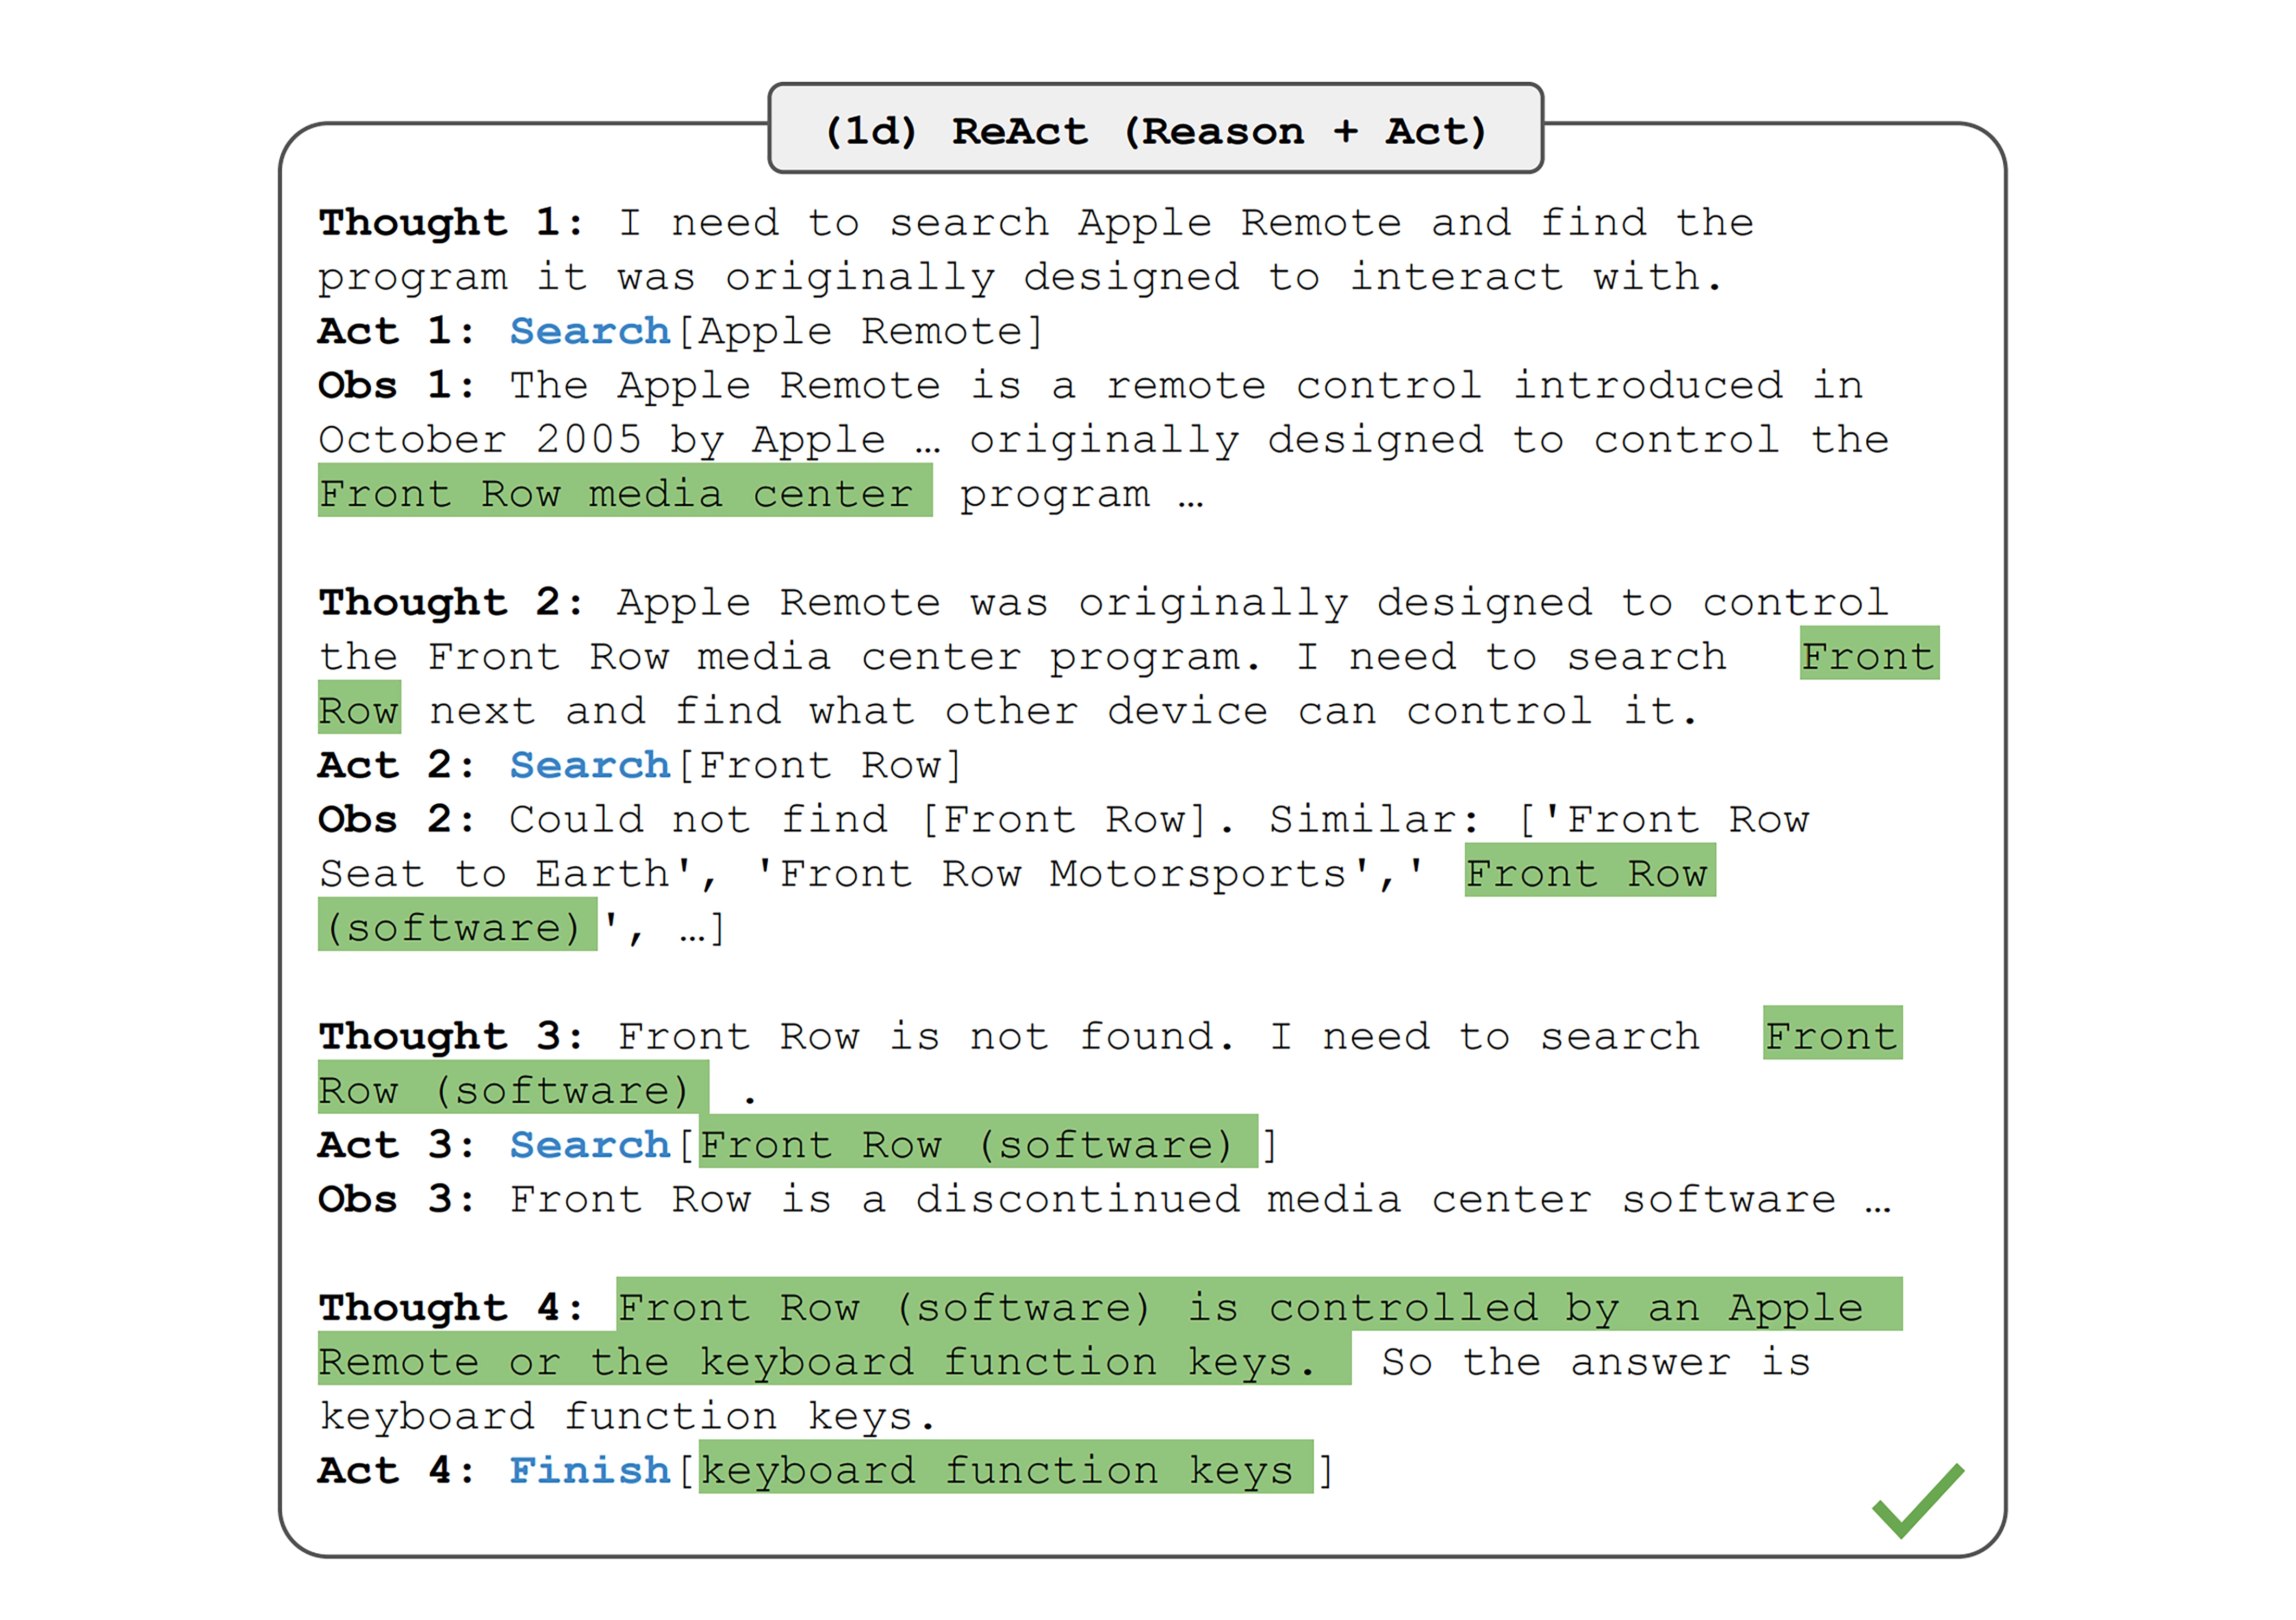 (1d) ReAct (Reason + Act)
Thought 1: I need to search Apple Remote and find the
program it was originally designed to interact with.
Act 1: Search[Apple Remote]
Obs 1: The Apple Remote is a remote control introduced in
October 2005 by Apple … originally designed to control the
Front Row media center program …
Thought 2: Apple Remote was originally designed to control
the Front Row media center program. I need to search Front
Row next and find what other device can control it.
Act 2: Search[Front Row]
Obs 2: Could not find [Front Row]. Similar: ['Front Row
Seat to Earth', 'Front Row Motorsports',' Front Row
(software)', …]
Thought 3: Front Row is not found. I need to search Front
Row (software) .
Act 3: Search[Front Row (software) ]
Obs 3: Front Row is a discontinued media center software …
Thought 4: Front Row (software) is controlled by an Apple
Remote or the keyboard function keys. So the answer is
keyboard function keys.
Act 4: Finish[keyboard function keys ]